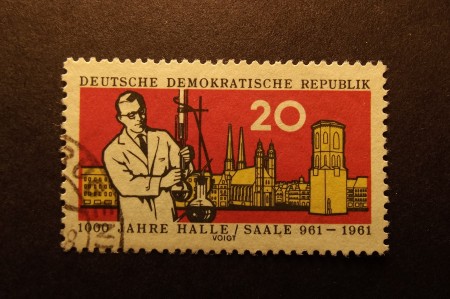 DEUTSCHE DEMOKRATISCHE REPUBLIK
20
1000 JAHRE HALLE / SAALE 961-1961
VOIGT